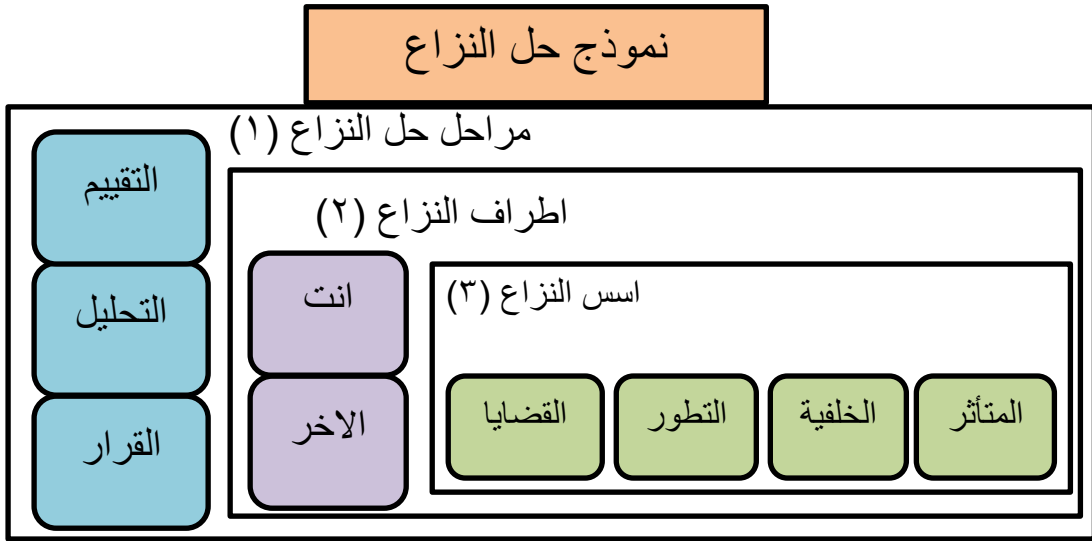 نموذج حل النزاع
مراحل حل النزاع (١)
التقييم
التحليل
القرار
اطراف النزاع (٢)
انت
الاخر
اسس النزاع (٣)
المتأثر
الخلفية
التطور
القضايا